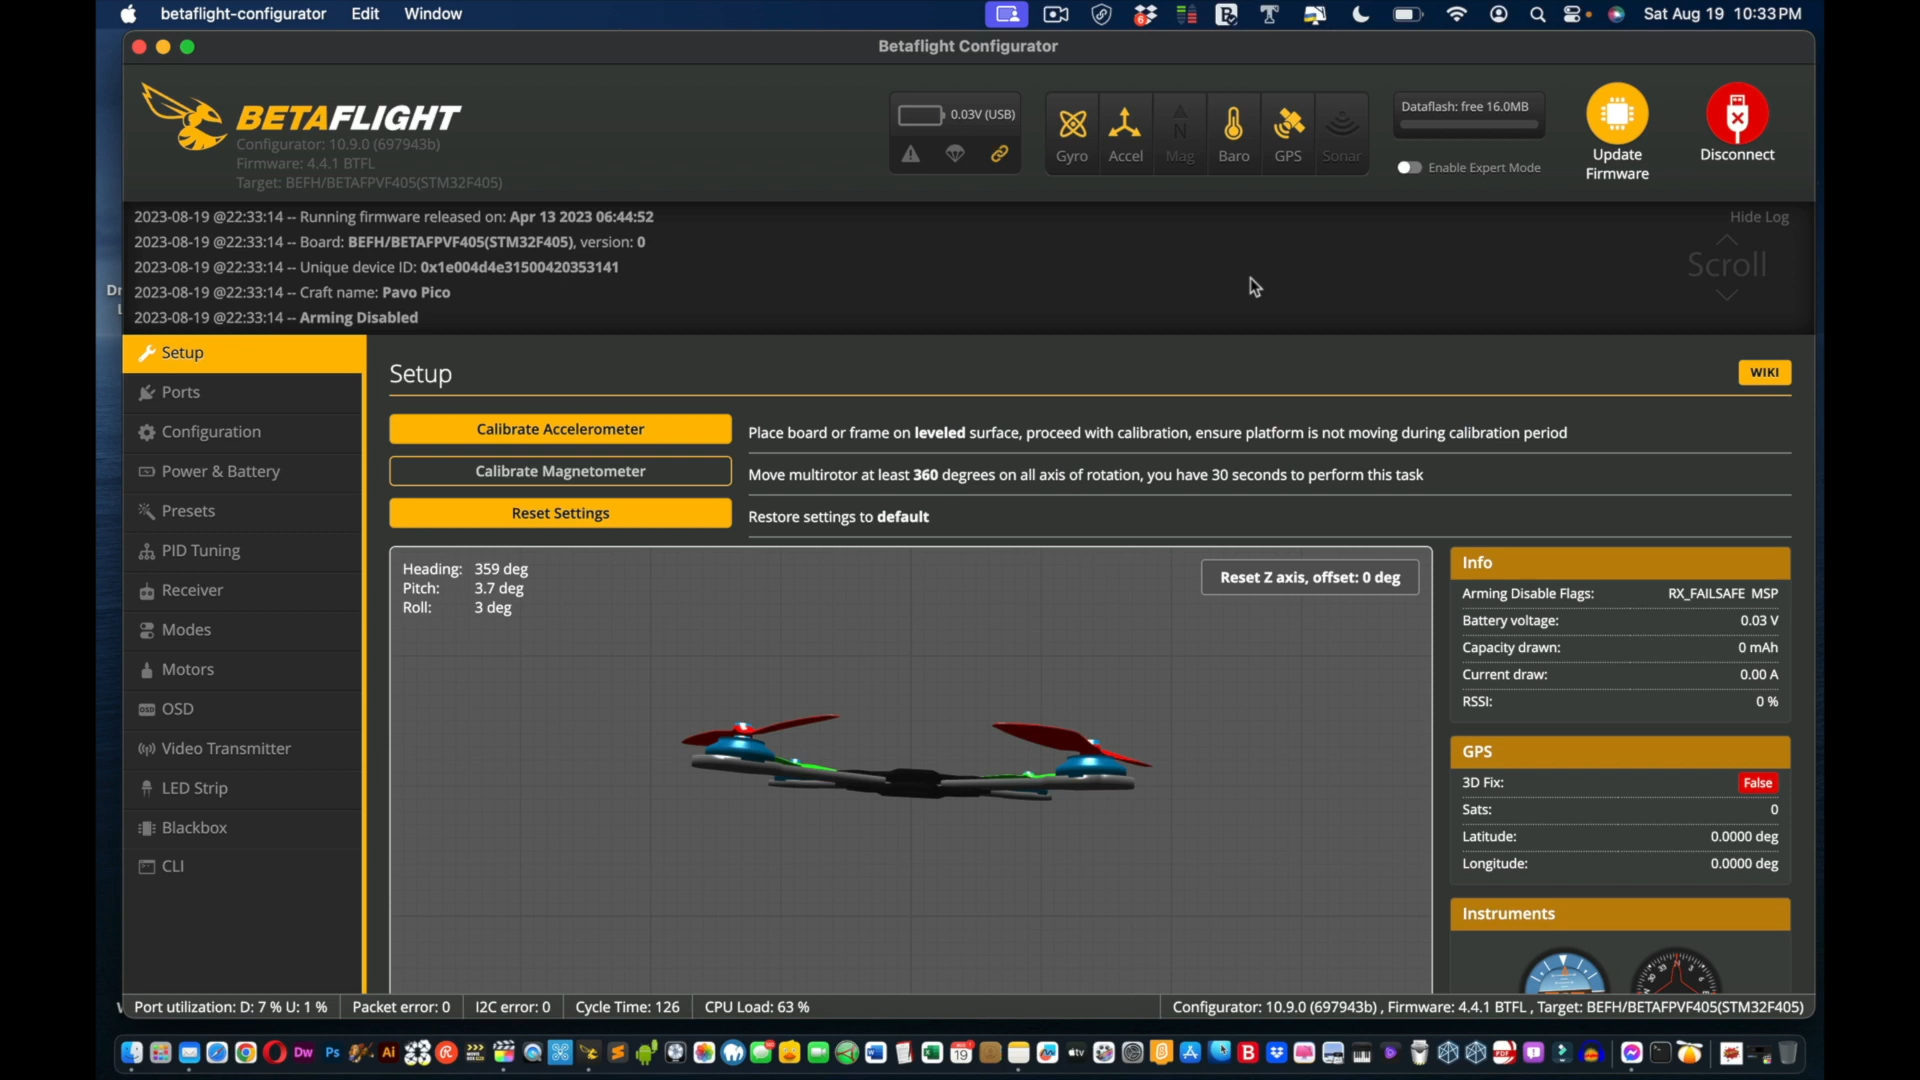 betaflight-configurator Edit Window
Sat Aug 19 10:33 PM
Betaflight Configurator
BETAFLIGHT
Configurator: 10.9.0 (697943b)
Firmware: 4.4.1 BTFL
Target: BEFH/BETAFPVF405(STM32F405)
0.03V (USB)
Gyro Accel Mag Baro GPS Sonar
Dataflash: free 16.0MB
Enable Expert Mode
Update Firmware
Disconnect
2023-08-19 @22:33:14 -- Running firmware released on: Apr 13 2023 06:44:52
2023-08-19 @22:33:14 -- Board: BEFH/BETAFPVF405(STM32F405), version: 0
2023-08-19 @22:33:14 -- Unique device ID: 0x1e004d4e31500420353141
2023-08-19 @22:33:14 -- Craft name: Pavo Pico
2023-08-19 @22:33:14 -- Arming Disabled
Hide Log
Scroll
Setup
Ports
Configuration
Power & Battery
Presets
PID Tuning
Receiver
Modes
Motors
OSD
Video Transmitter
LED Strip
Blackbox
CLI
Setup
WIKI
Calibrate Accelerometer
Place board or frame on leveled surface, proceed with calibration, ensure platform is not moving during calibration period
Calibrate Magnetometer
Move multirotor at least 360 degrees on all axis of rotation, you have 30 seconds to perform this task
Reset Settings
Restore settings to default
Heading: 359 deg
Pitch: 3.7 deg
Roll: 3 deg
Reset Z axis, offset: 0 deg
Info
Arming Disable Flags: RX_FAILSAFE MSP
Battery voltage: 0.03 V
Capacity drawn: 0 mAh
Current draw: 0.00 A
RSSI: 0 %
GPS
3D Fix: False
Sats: 0
Latitude: 0.0000 deg
Longitude: 0.0000 deg
Instruments
Port utilization: D: 7 % U: 1 %
Packet error: 0
I2C error: 0
Cycle Time: 126
CPU Load: 63 %
Configurator: 10.9.0 (697943b) , Firmware: 4.4.1 BTFL , Target: BEFH/BETAFPVF405(STM32F405)